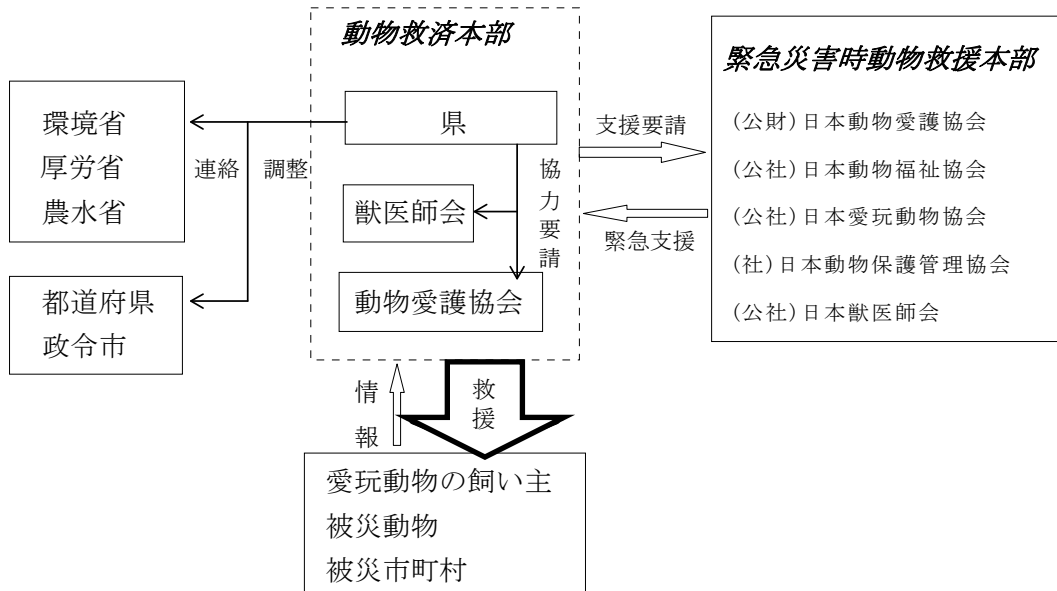 動物救済本部
緊急災害時動物救援本部
環境省
厚労省
農水省
県
連絡
調整
獣医師会
協力要請
動物愛護協会
都道府県
政令市
支援要請
緊急支援
(公財)日本動物愛護協会
(公社)日本動物福祉協会
(公社)日本愛玩動物協会
(社)日本動物保護管理協会
(公社)日本獣医師会
情報
救援
愛玩動物の飼い主
被災動物
被災市町村